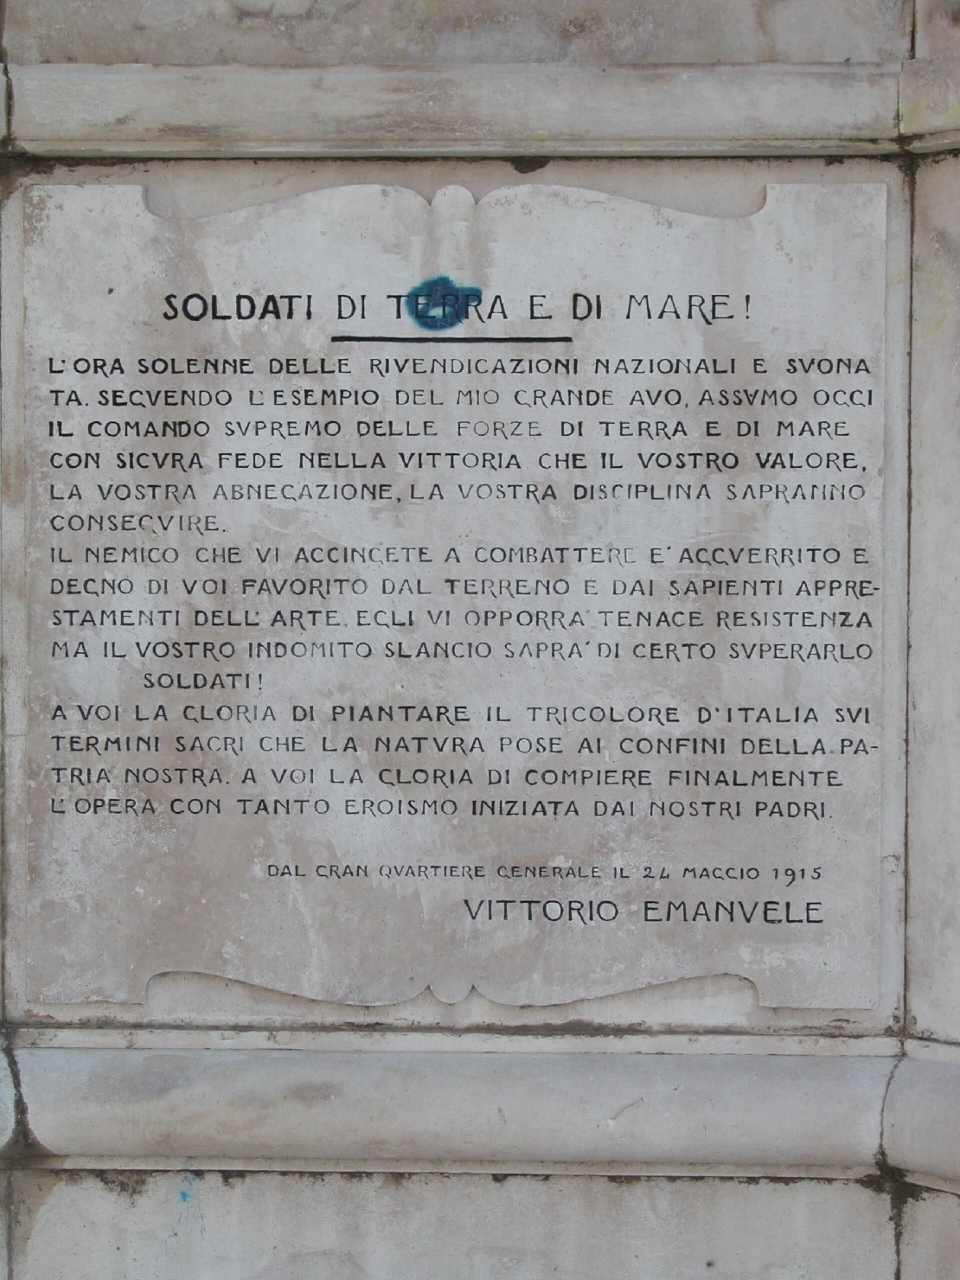 SOLDATI DI TERRA E DI MARE!
L'ORA SOLENNE DELLE RIVENDICAZIONI NAZIONALI E SVONA
TA. SEGVENDO L'ESEMPIO DEL MIO GRANDE AVO, ASSVMO OGGI
IL COMANDO SVPREMO DELLE FORZE DI TERRA E DI MARE
CON SICVRA FEDE NELLA VITTORIA CHE IL VOSTRO VALORE,
LA VOSTRA ABNEGAZIONE, LA VOSTRA DISCIPLINA SAPRANNO
CONSEGVIRE.
IL NEMICO CHE VI ACCINGETE A COMBATTERE E' AGGVERRITO E
DEGNO DI VOI FAVORITO DAL TERRENO E DAI SAPIENTI APPRE-
STAMENTI DELL'ARTE. EGLI VI OPPORRA' TENACE RESISTENZA
MA IL VOSTRO INDOMITO SLANCIO SAPRA' DI CERTO SVPERARLO
SOLDATI!
A VOI LA GLORIA DI PIANTARE IL TRICOLORE D'ITALIA SVI
TERMINI SACRI CHE LA NATVRA POSE AI CONFINI DELLA PA-
TRIA NOSTRA. A VOI LA GLORIA DI COMPIERE FINALMENTE
L'OPERA CON TANTO EROISMO INIZIATA DAI NOSTRI PADRI.
DAL GRAN QVARTIERE GENERALE IL 24 MAGGIO 1915
VITTORIO EMANVELE